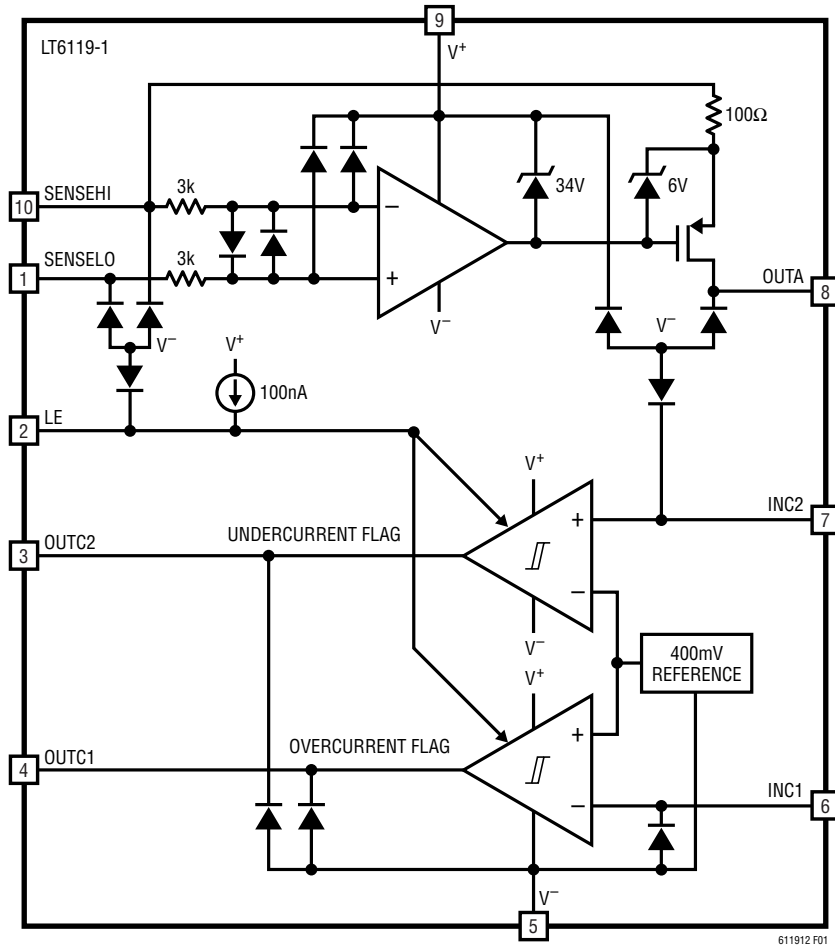 9
LT6119-1
V+
100Ω
34V
6V
3k
10
SENSEHI
−
3k
1
SENSELO
+
OUTA
8
V−
V−
V−
V+
100nA
2
LE
V+
+
INC2
7
UNDERCURRENT FLAG
3
OUTC2
−
V−
400mV
REFERENCE
V+
OVERCURRENT FLAG
+
4
OUTC1
−
INC1
6
V−
5
611912 F01